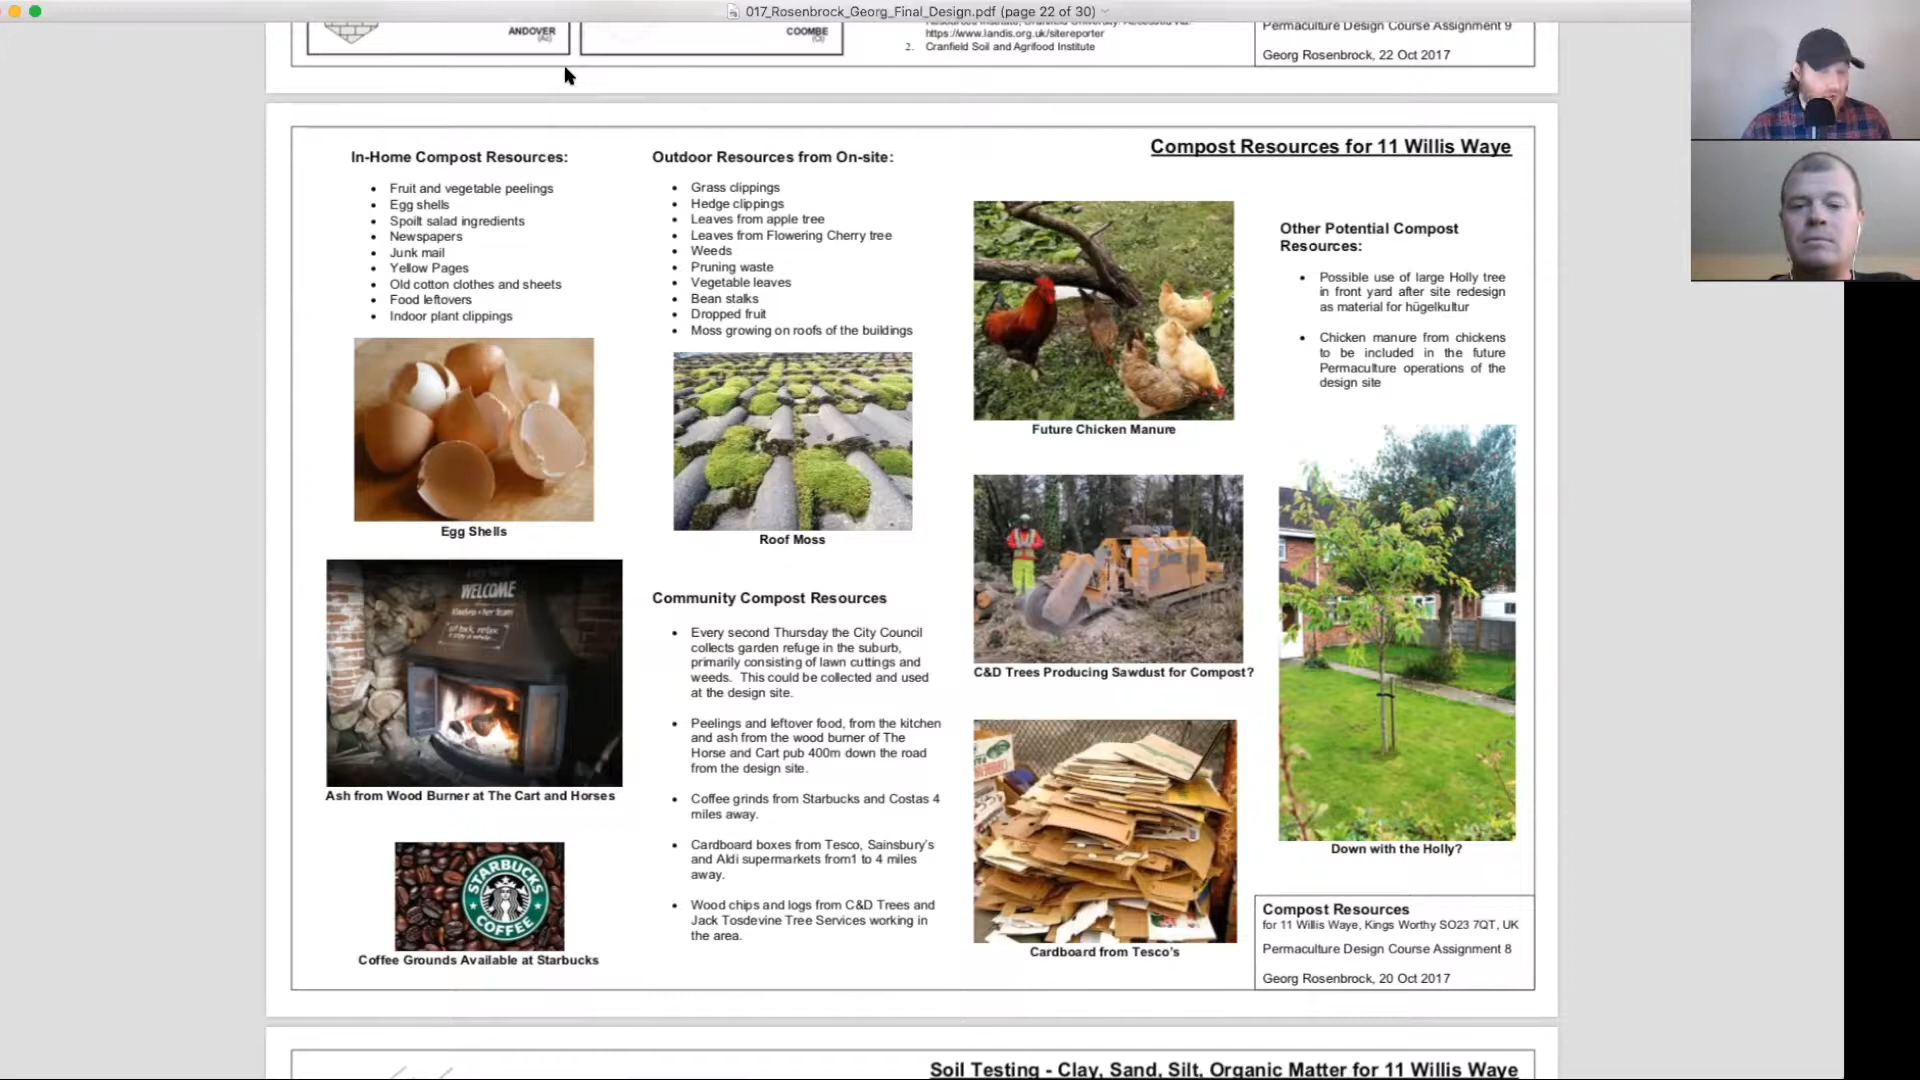 017_Rosenbrock_Georg_Final_Design.pdf (page 22 of 30)
ANDOVER
(Ad)
COOMBE
https://www.landis.org.uk/sitereporter
2. Cranfield Soil and Agrifood Institute
Permaculture Design Course Assignment 9
Georg Rosenbrock, 22 Oct 2017
Compost Resources for 11 Willis Waye
In-Home Compost Resources:
• Fruit and vegetable peelings
• Egg shells
• Spoilt salad ingredients
• Newspapers
• Junk mail
• Yellow Pages
• Old cotton clothes and sheets
• Food leftovers
• Indoor plant clippings
Egg Shells
WELCOME
Ash from Wood Burner at The Cart and Horses
STARBUCKS
COFFEE
Coffee Grounds Available at Starbucks
Outdoor Resources from On-site:
• Grass clippings
• Hedge clippings
• Leaves from apple tree
• Leaves from Flowering Cherry tree
• Weeds
• Pruning waste
• Vegetable leaves
• Bean stalks
• Dropped fruit
• Moss growing on roofs of the buildings
Roof Moss
Community Compost Resources
• Every second Thursday the City Council
collects garden refuge in the suburb,
primarily consisting of lawn cuttings and
weeds. This could be collected and used
at the design site.
• Peelings and leftover food, from the kitchen
and ash from the wood burner of The
Horse and Cart pub 400m down the road
from the design site.
• Coffee grinds from Starbucks and Costas 4
miles away.
• Cardboard boxes from Tesco, Sainsbury's
and Aldi supermarkets from1 to 4 miles
away.
• Wood chips and logs from C&D Trees and
Jack Tosdevine Tree Services working in
the area.
Future Chicken Manure
C&D Trees Producing Sawdust for Compost?
Cardboard from Tesco's
Other Potential Compost
Resources:
• Possible use of large Holly tree
in front yard after site redesign
as material for hügelkultur
• Chicken manure from chickens
to be included in the future
Permaculture operations of the
design site
Down with the Holly?
Compost Resources
for 11 Willis Waye, Kings Worthy SO23 7QT, UK
Permaculture Design Course Assignment 8
Georg Rosenbrock, 20 Oct 2017
Soil Testing - Clay, Sand, Silt, Organic Matter for 11 Willis Waye